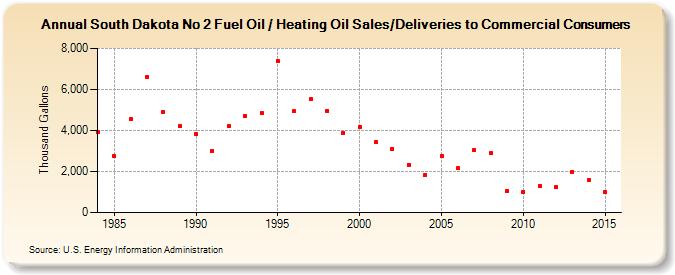 Annual South Dakota No 2 Fuel Oil / Heating Oil Sales/Deliveries to Commercial Consumers
Thousand Gallons
8,000
6,000
4,000
2,000
0
1985 1990 1995 2000 2005 2010 2015
Source: U.S. Energy Information Administration